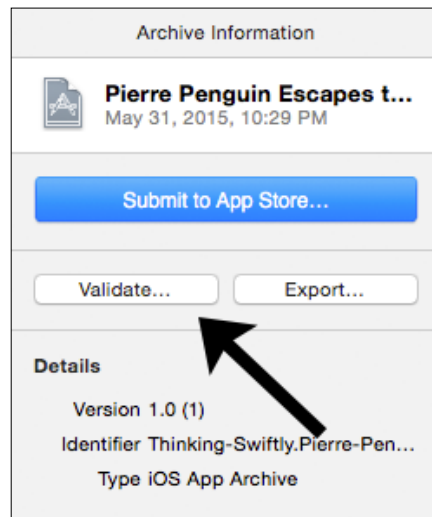 Archive Information
Pierre Penguin Escapes t...
May 31, 2015, 10:29 PM
Submit to App Store...
Validate... Export...
Details
Version 1.0 (1)
Identifier Thinking-Swiftly.Pierre-Pen...
Type iOS App Archive